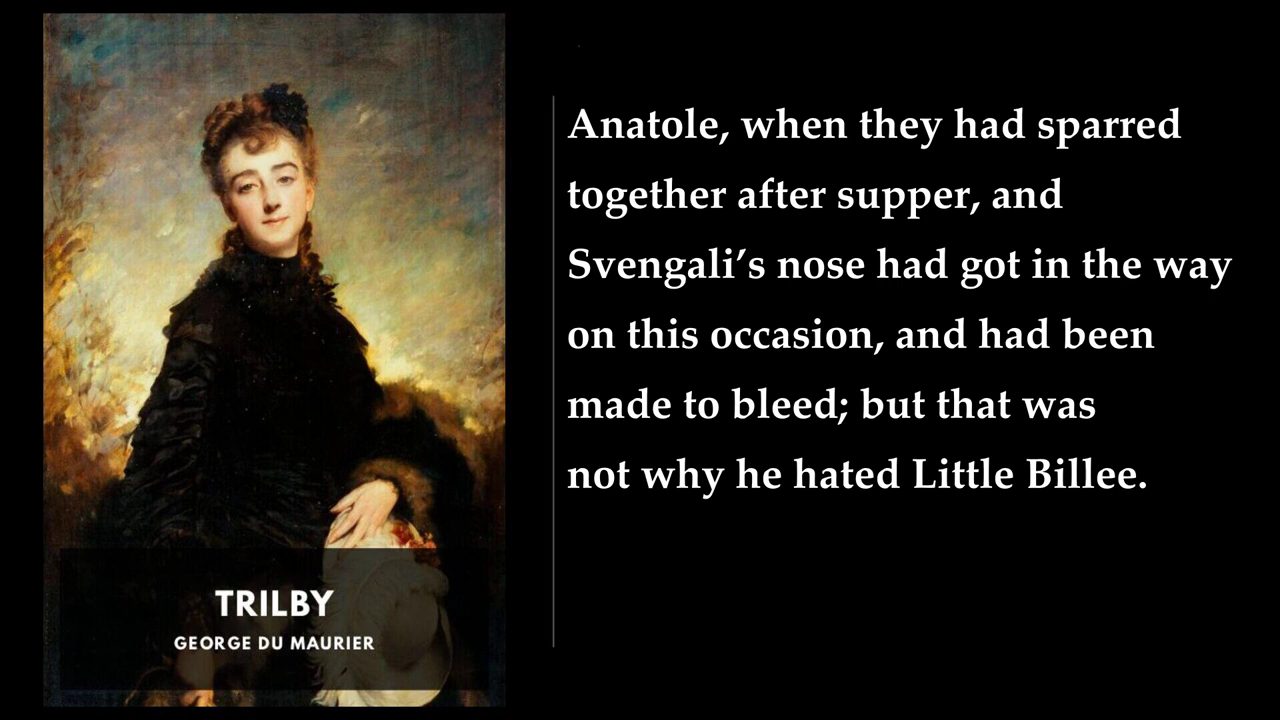 Anatole, when they had sparred
together after supper, and
Svengali’s nose had got in the way
on this occasion, and had been
made to bleed; but that was
not why he hated Little Billee.
TRILBY
GEORGE DU MAURIER